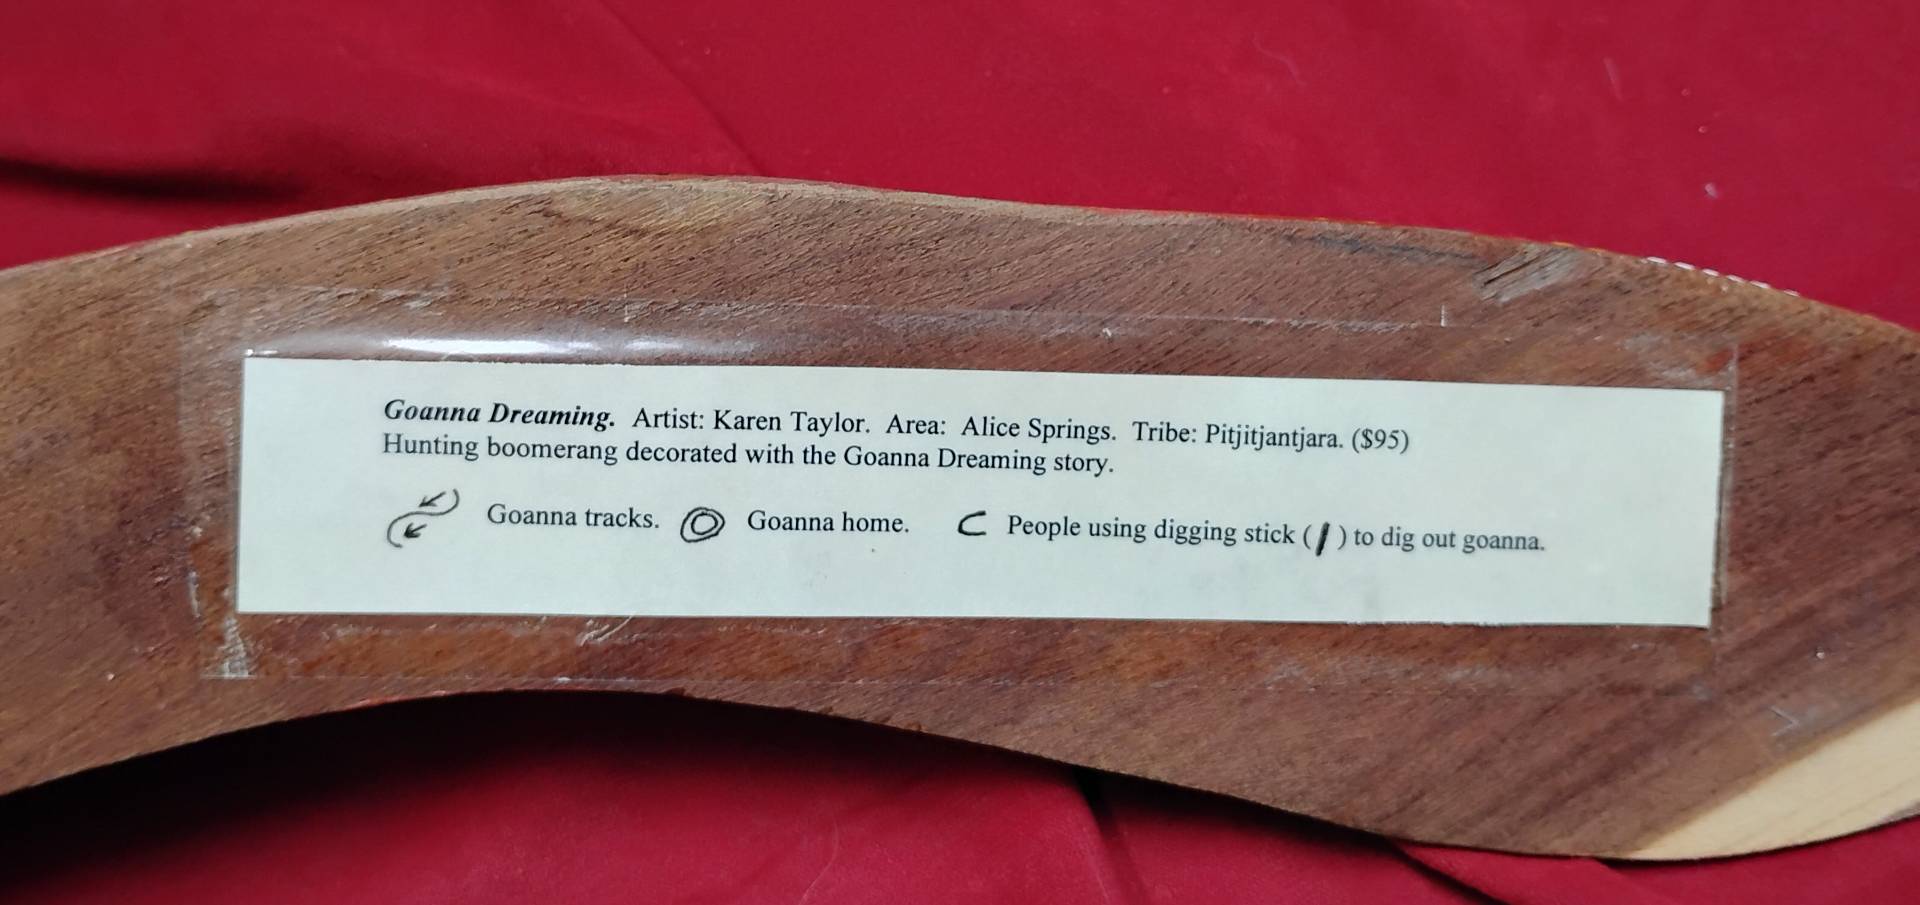 Goanna Dreaming. Artist: Karen Taylor. Area: Alice Springs. Tribe: Pitjitjantjara. ($95)
Hunting boomerang decorated with the Goanna Dreaming story.
Goanna tracks. Goanna home. People using digging stick ( ) to dig out goanna.